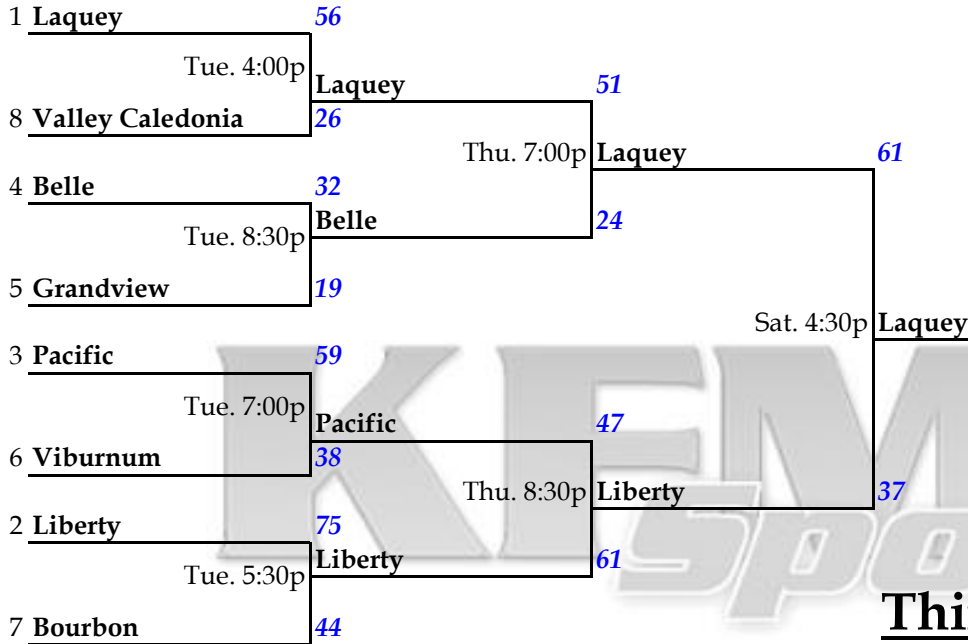 1 Laquey 56
Tue. 4:00p
Laquey 51
8 Valley Caledonia 26
Thu. 7:00p Laquey 61
4 Belle 32
Tue. 8:30p
Belle 24
5 Grandview 19
Sat. 4:30p Laquey
3 Pacific 59
Tue. 7:00p
Pacific 47
6 Viburnum 38
Thu. 8:30p Liberty 37
2 Liberty 75
Tue. 5:30p
Liberty 61
7 Bourbon 44